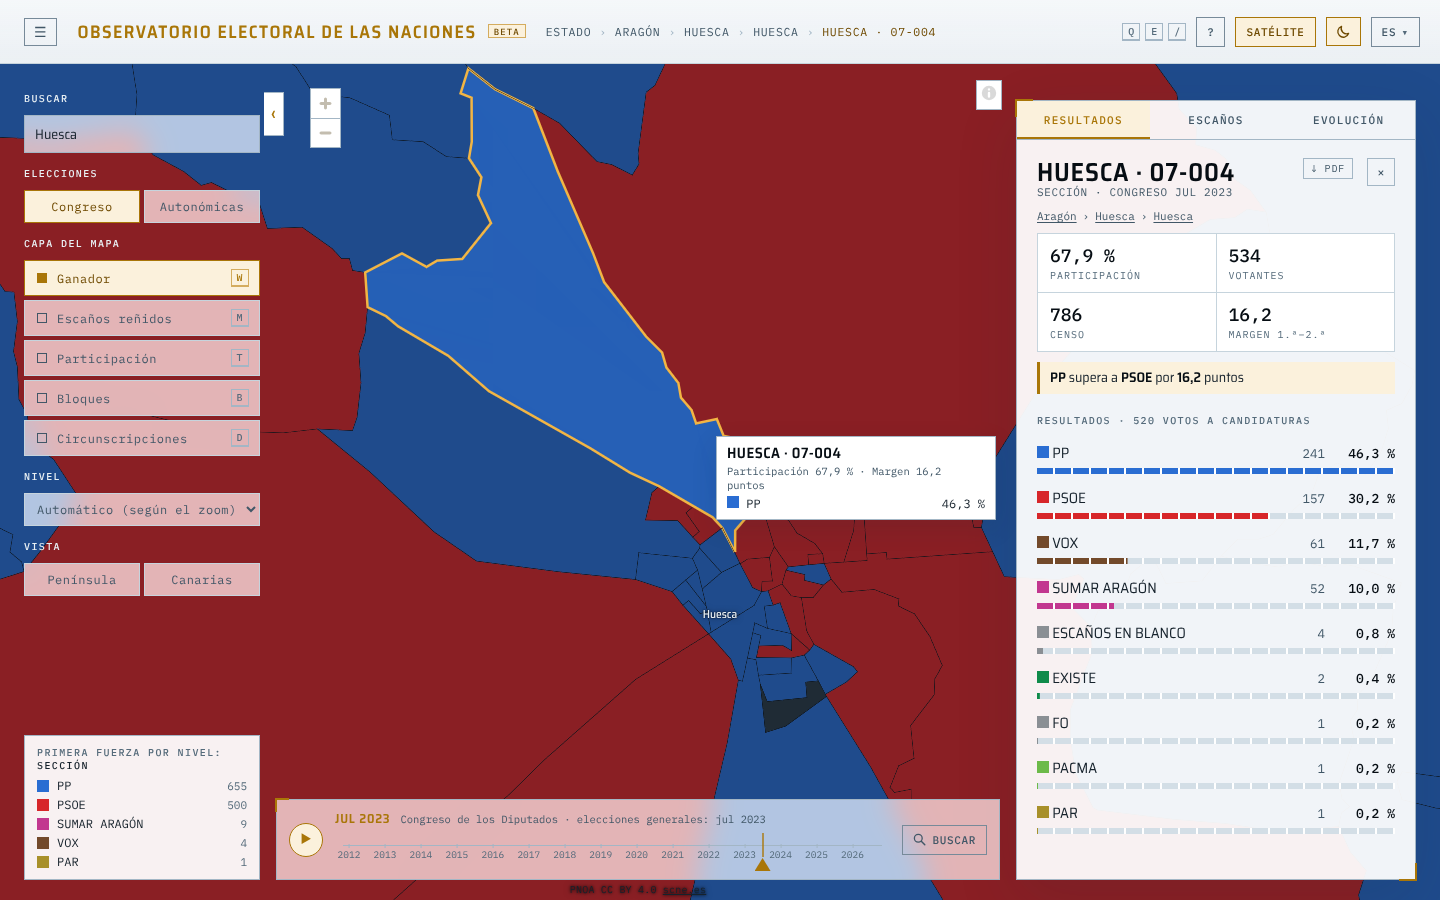 ☰ OBSERVATORIO ELECTORAL DE LAS NACIONES BETA ESTADO › ARAGÓN › HUESCA › HUESCA › HUESCA · 07-004 Q E / ? SATÉLITE ES ▾
BUSCAR
Huesca
ELECCIONES
Congreso Autonómicas
CAPA DEL MAPA
Ganador W
Escaños reñidos M
Participación T
Bloques B
Circunscripciones D
NIVEL
Automático (según el zoom)
VISTA
Península Canarias
PRIMERA FUERZA POR NIVEL:
SECCIÓN
PP 655
PSOE 500
SUMAR ARAGÓN 9
VOX 4
PAR 1
‹
+
−
HUESCA · 07-004
Participación 67,9 % · Margen 16,2
puntos
PP 46,3 %
Huesca
JUL 2023 Congreso de los Diputados · elecciones generales: jul 2023
2012 2013 2014 2015 2016 2017 2018 2019 2020 2021 2022 2023 2024 2025 2026
BUSCAR
PNOA CC BY 4.0 scne.es
RESULTADOS ESCAÑOS EVOLUCIÓN
HUESCA · 07-004 ↓ PDF ×
SECCIÓN · CONGRESO JUL 2023
Aragón › Huesca › Huesca
67,9 % 534
PARTICIPACIÓN VOTANTES
786 16,2
CENSO MARGEN 1.ª–2.ª
PP supera a PSOE por 16,2 puntos
RESULTADOS · 520 VOTOS A CANDIDATURAS
PP 241 46,3 %
PSOE 157 30,2 %
VOX 61 11,7 %
SUMAR ARAGÓN 52 10,0 %
ESCAÑOS EN BLANCO 4 0,8 %
EXISTE 2 0,4 %
FO 1 0,2 %
PACMA 1 0,2 %
PAR 1 0,2 %